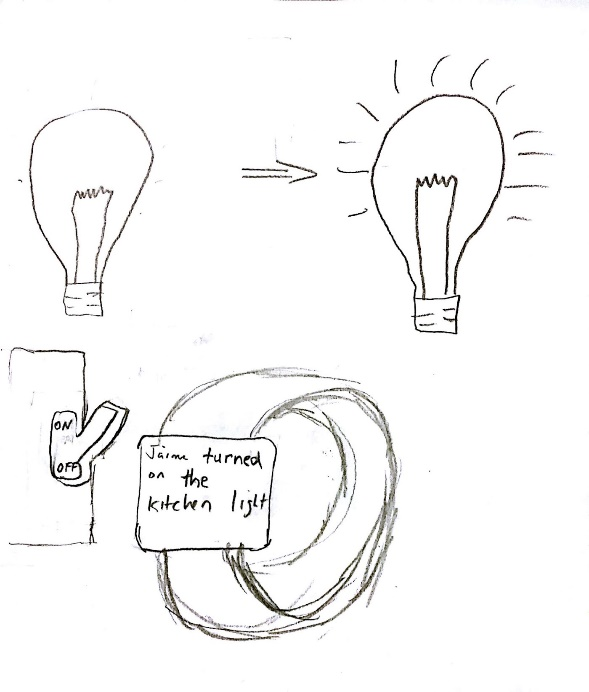 ON
OFF
Jaime turned
on the
kitchen light